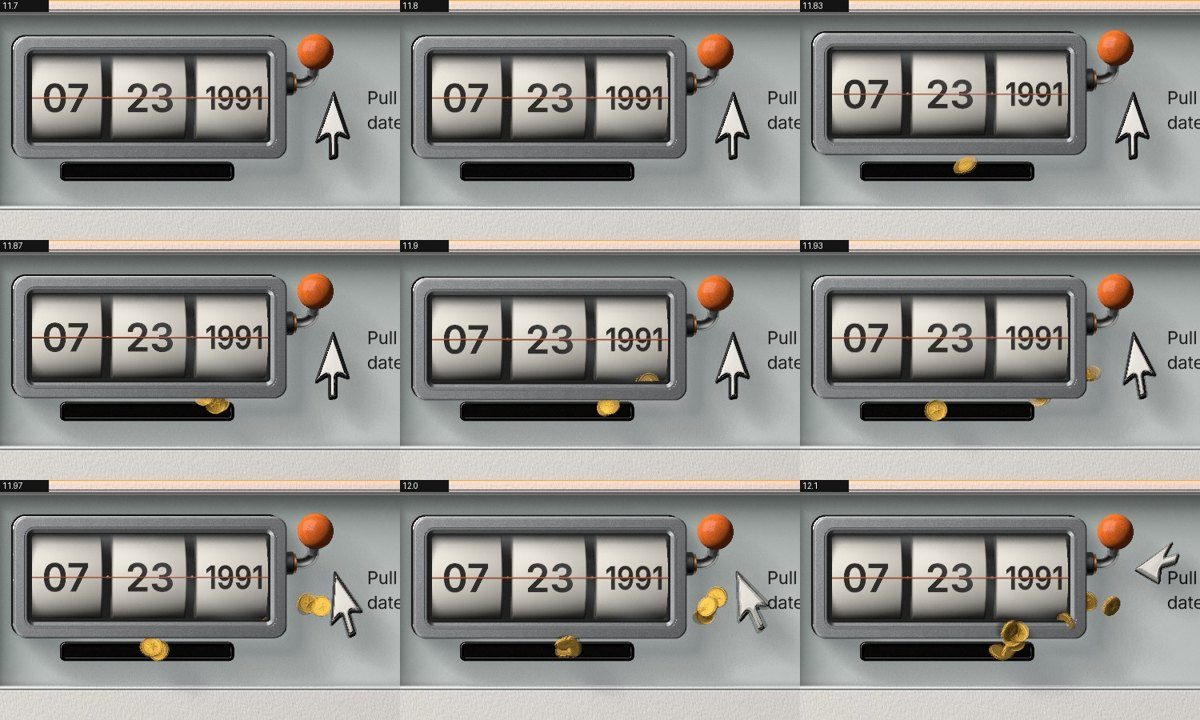 11.7
07 23 1991
Pull
date
11.8
07 23 1991
Pull
date
11.83
07 23 1991
Pull
date
11.87
07 23 1991
Pull
date
11.9
07 23 1991
Pull
date
11.93
07 23 1991
Pull
date
11.97
07 23 1991
Pull
date
12.0
07 23 1991
Pull
date
12.1
07 23 1991
Pull
date